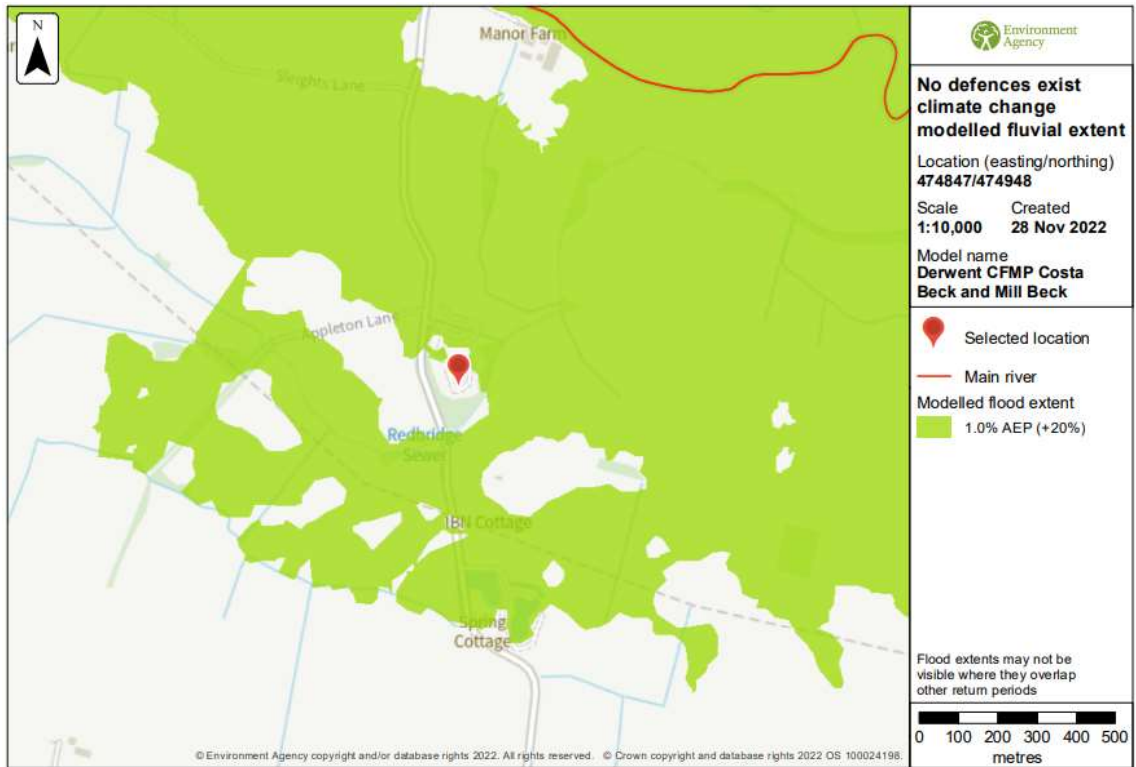 N
Manor Farm
Sleights Lane
Appleton Lane
Redbridge
Sewer
IBN Cottage
Spring
Cottage
© Environment Agency copyright and/or database rights 2022. All rights reserved. © Crown copyright and database rights 2022 OS 100024198.
Environment
Agency
No defences exist
climate change
modelled fluvial extent
Location (easting/northing)
474847/474948
Scale Created
1:10,000 28 Nov 2022
Model name
Derwent CFMP Costa
Beck and Mill Beck
Selected location
Main river
Modelled flood extent
1.0% AEP (+20%)
Flood extents may not be
visible where they overlap
other return periods
0 100 200 300 400 500
metres